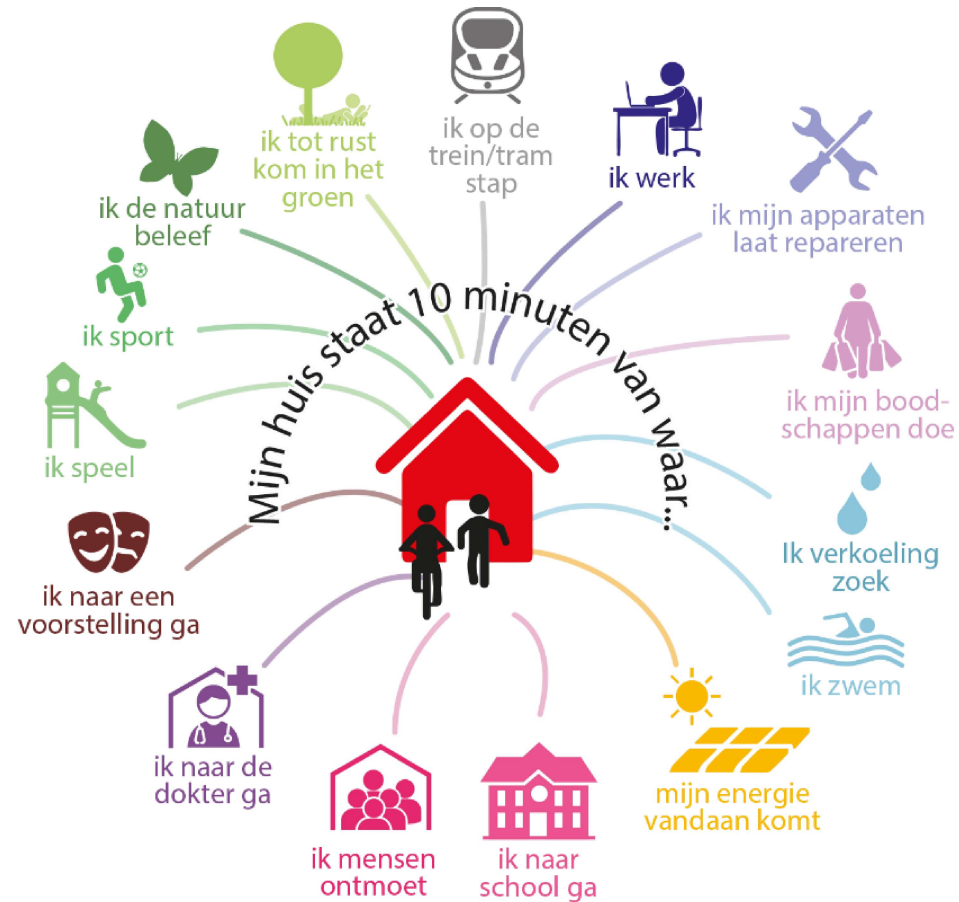 Mijn huis staat 10 minuten van waar...
ik op de
trein/tram
stap
ik werk
ik mijn apparaten
laat repareren
ik mijn bood-
schappen doe
Ik verkoeling
zoek
ik zwem
mijn energie
vandaan komt
ik naar
school ga
ik mensen
ontmoet
ik naar de
dokter ga
ik naar een
voorstelling ga
ik speel
ik sport
ik de natuur
beleef
ik tot rust
kom in het
groen